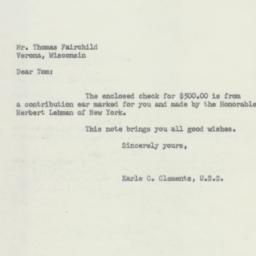 Mr. Thomas Fairchild
Verona, Wisconsin
Dear Tom:
The enclosed check for $500.00 is from
a contribution ear marked for you and made by the Honorable
Herbert Lehman of New York.
This note brings you all good wishes.
Sincerely yours,
Earle C. Clements, U.S.S.